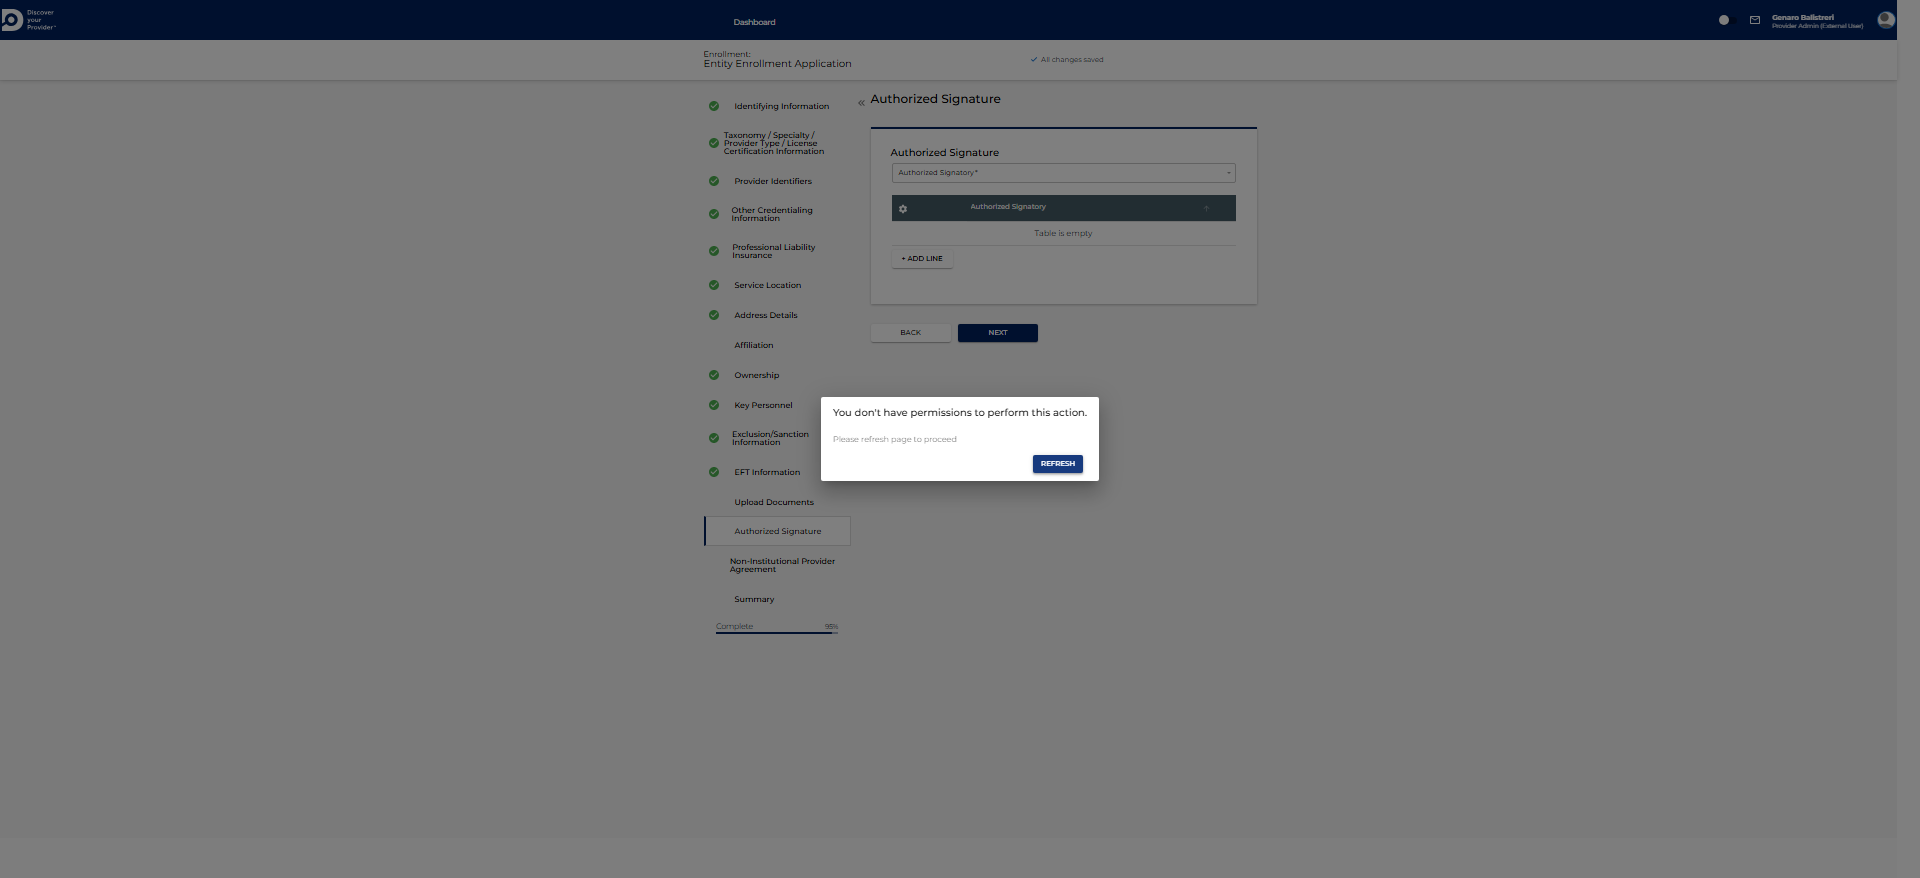 Discover
your
Provider
Dashboard
Genaro Balistreri
Provider Admin (External User)
Enrollment:
Entity Enrollment Application
All changes saved
Identifying Information
Taxonomy / Specialty /
Provider Type / License
Certification Information
Provider Identifiers
Other Credentialing
Information
Professional Liability
Insurance
Service Location
Address Details
Affiliation
Ownership
Key Personnel
Exclusion/Sanction
Information
EFT Information
Upload Documents
Authorized Signature
Non-Institutional Provider
Agreement
Summary
Complete 95%
« Authorized Signature
Authorized Signature
Authorized Signatory*
Authorized Signatory
Table is empty
+ ADD LINE
BACK NEXT
You don't have permissions to perform this action.
Please refresh page to proceed
REFRESH